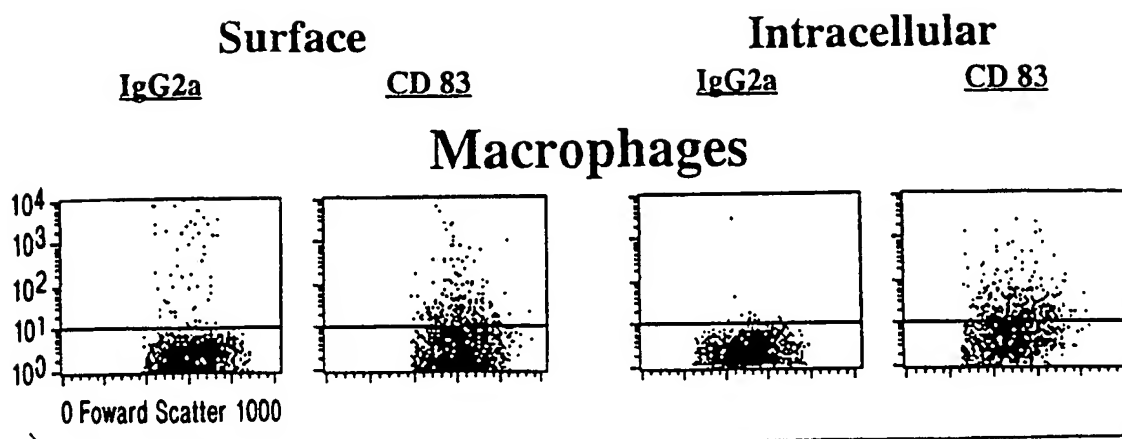 Surface Intracellular
IgG2a CD 83 IgG2a CD 83
Macrophages
10⁴
10³
10²
10¹
10⁰
0 Foward Scatter 1000